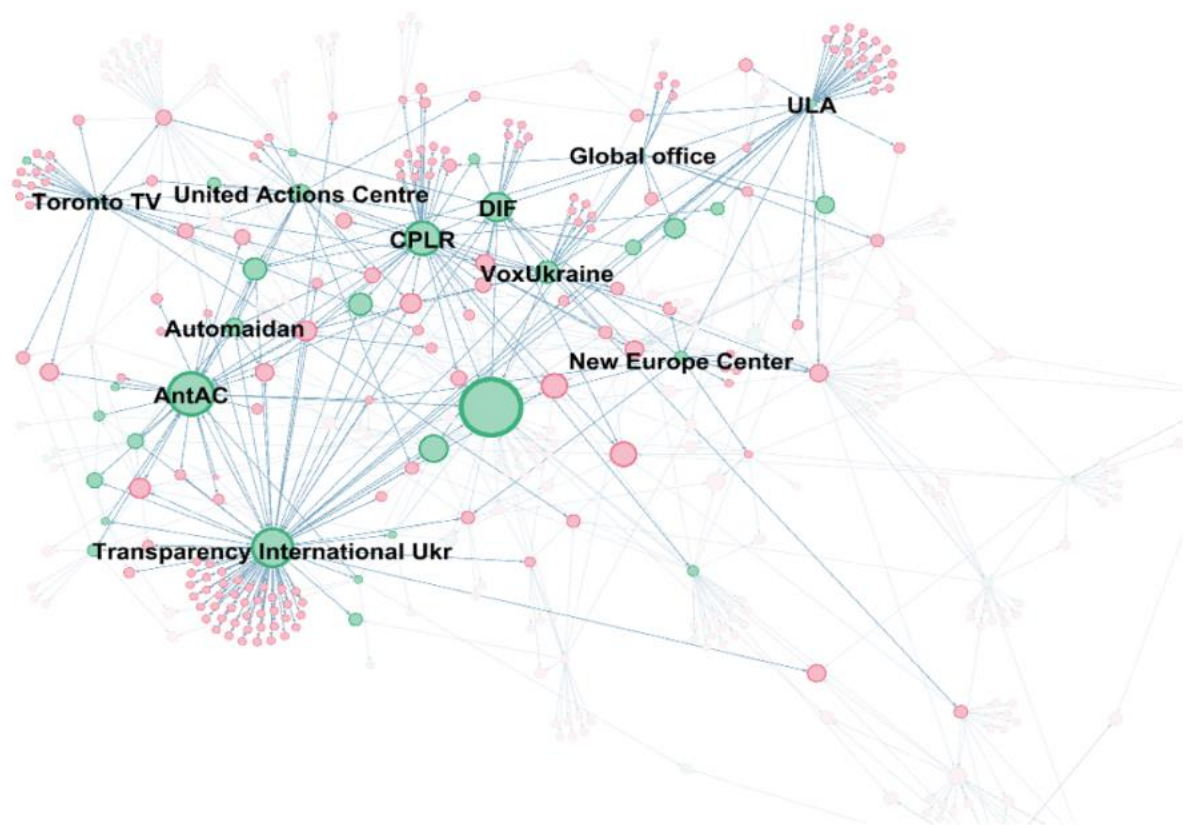 ULA
Global office
Toronto TV
United Actions Centre
DIF
CPLR
VoxUkraine
Automaidan
New Europe Center
AntAC
Transparency International Ukr